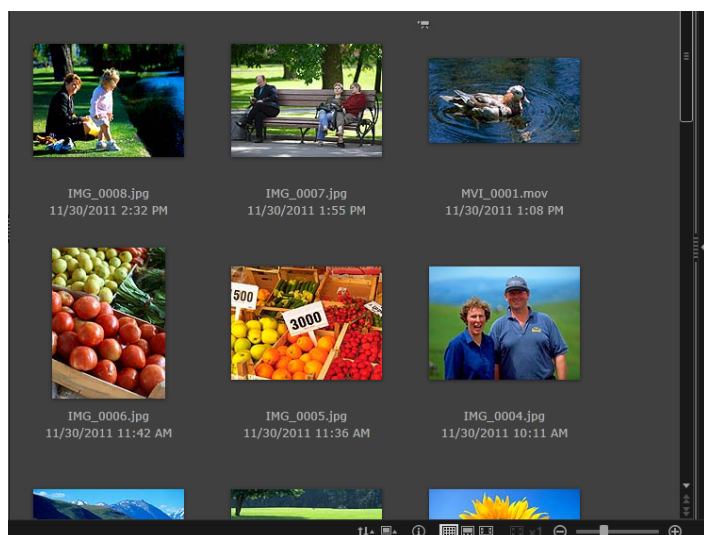 IMG_0008.jpg
11/30/2011 2:32 PM
IMG_0007.jpg
11/30/2011 1:55 PM
MVI_0001.mov
11/30/2011 1:08 PM
500
3000
IMG_0006.jpg
11/30/2011 11:42 AM
IMG_0005.jpg
11/30/2011 11:36 AM
IMG_0004.jpg
11/30/2011 10:11 AM
x1